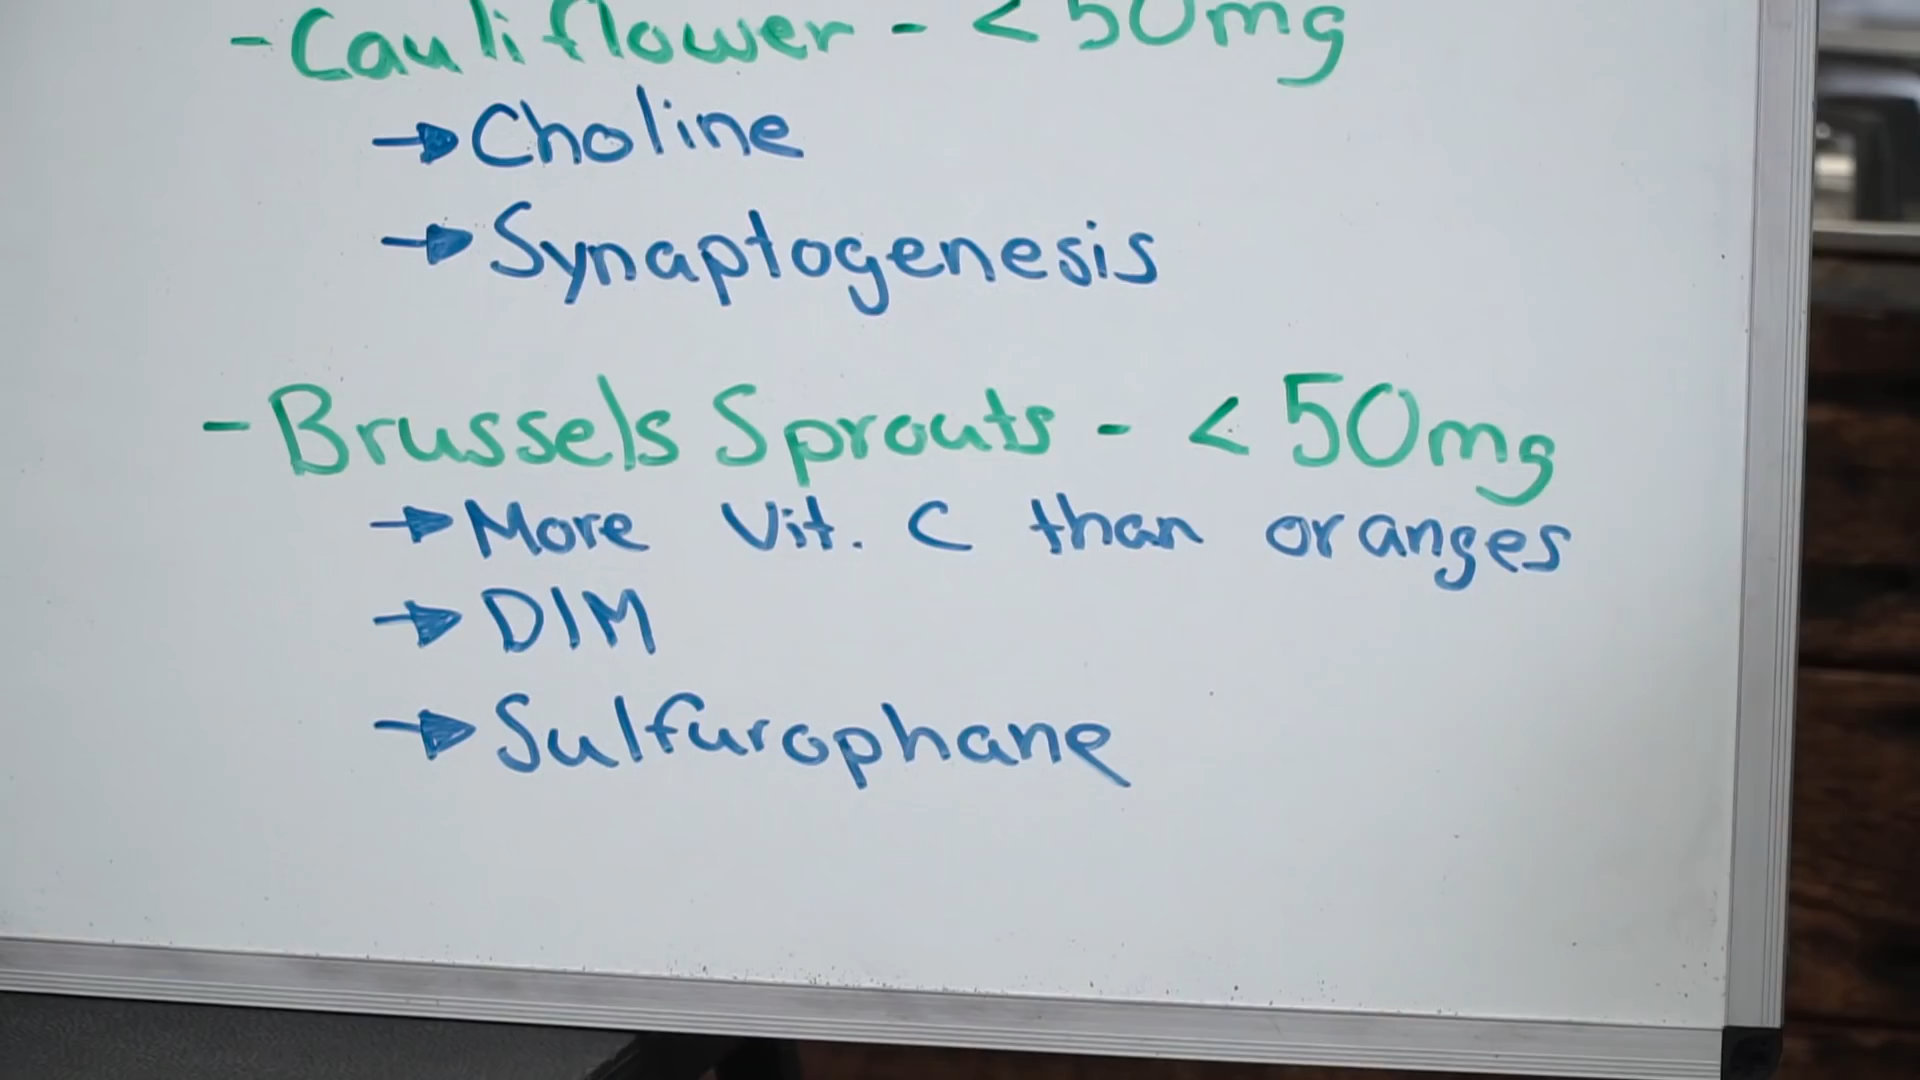 - Cauliflower - < 50mg
→ Choline
→ Synaptogenesis
- Brussels Sprouts - < 50mg
→ More Vit. C than oranges
→ DIM
→ Sulfurophane